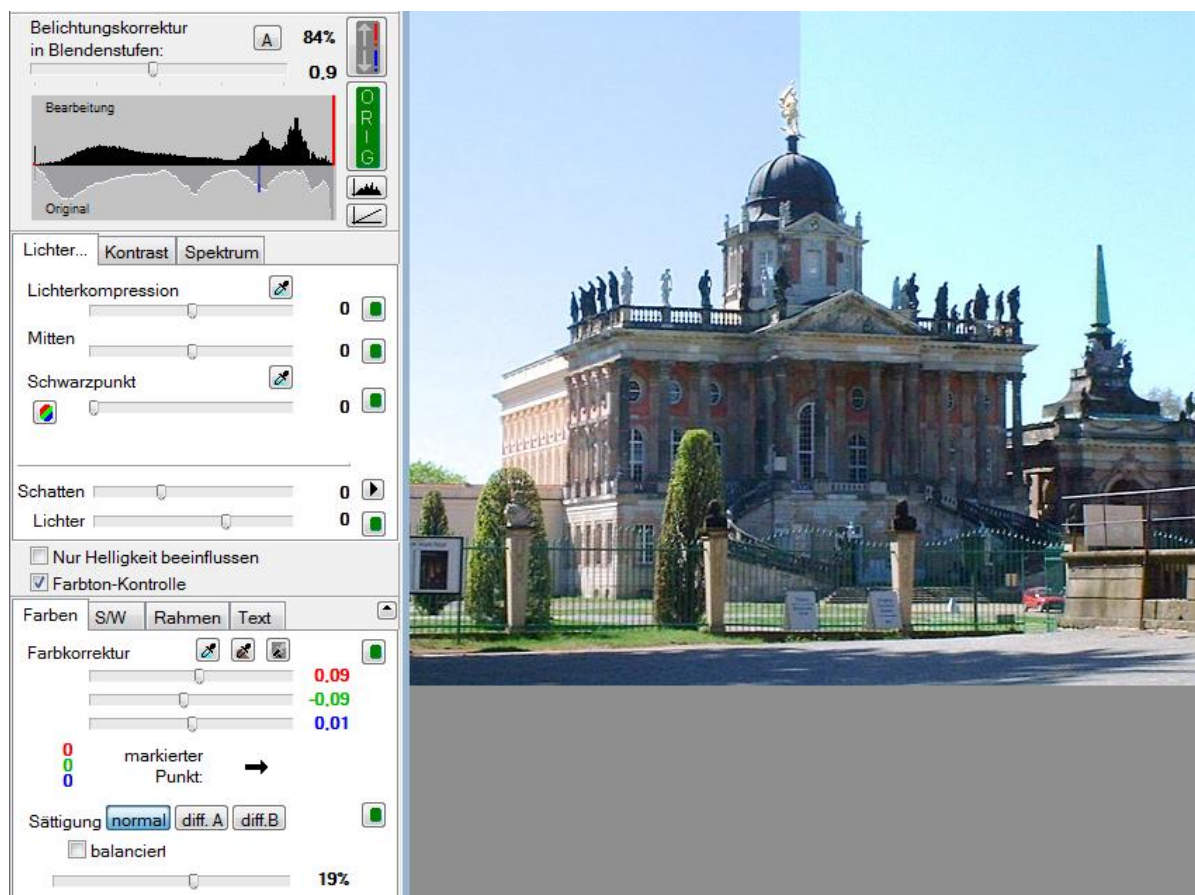 Belichtungskorrektur
in Blendenstufen:
A
84%
0,9
Bearbeitung
Original
ORIG
Lichter...
Kontrast
Spektrum
Lichterkompression
0
Mitten
0
Schwarzpunkt
0
Schatten
0
Lichter
0
Nur Helligkeit beeinflussen
Farbton-Kontrolle
Farben
S/W
Rahmen
Text
Farbkorrektur
0,09
-0,09
0,01
0
0
0
markierter
Punkt:
Sättigung
normal
diff. A
diff.B
balanciert
19%